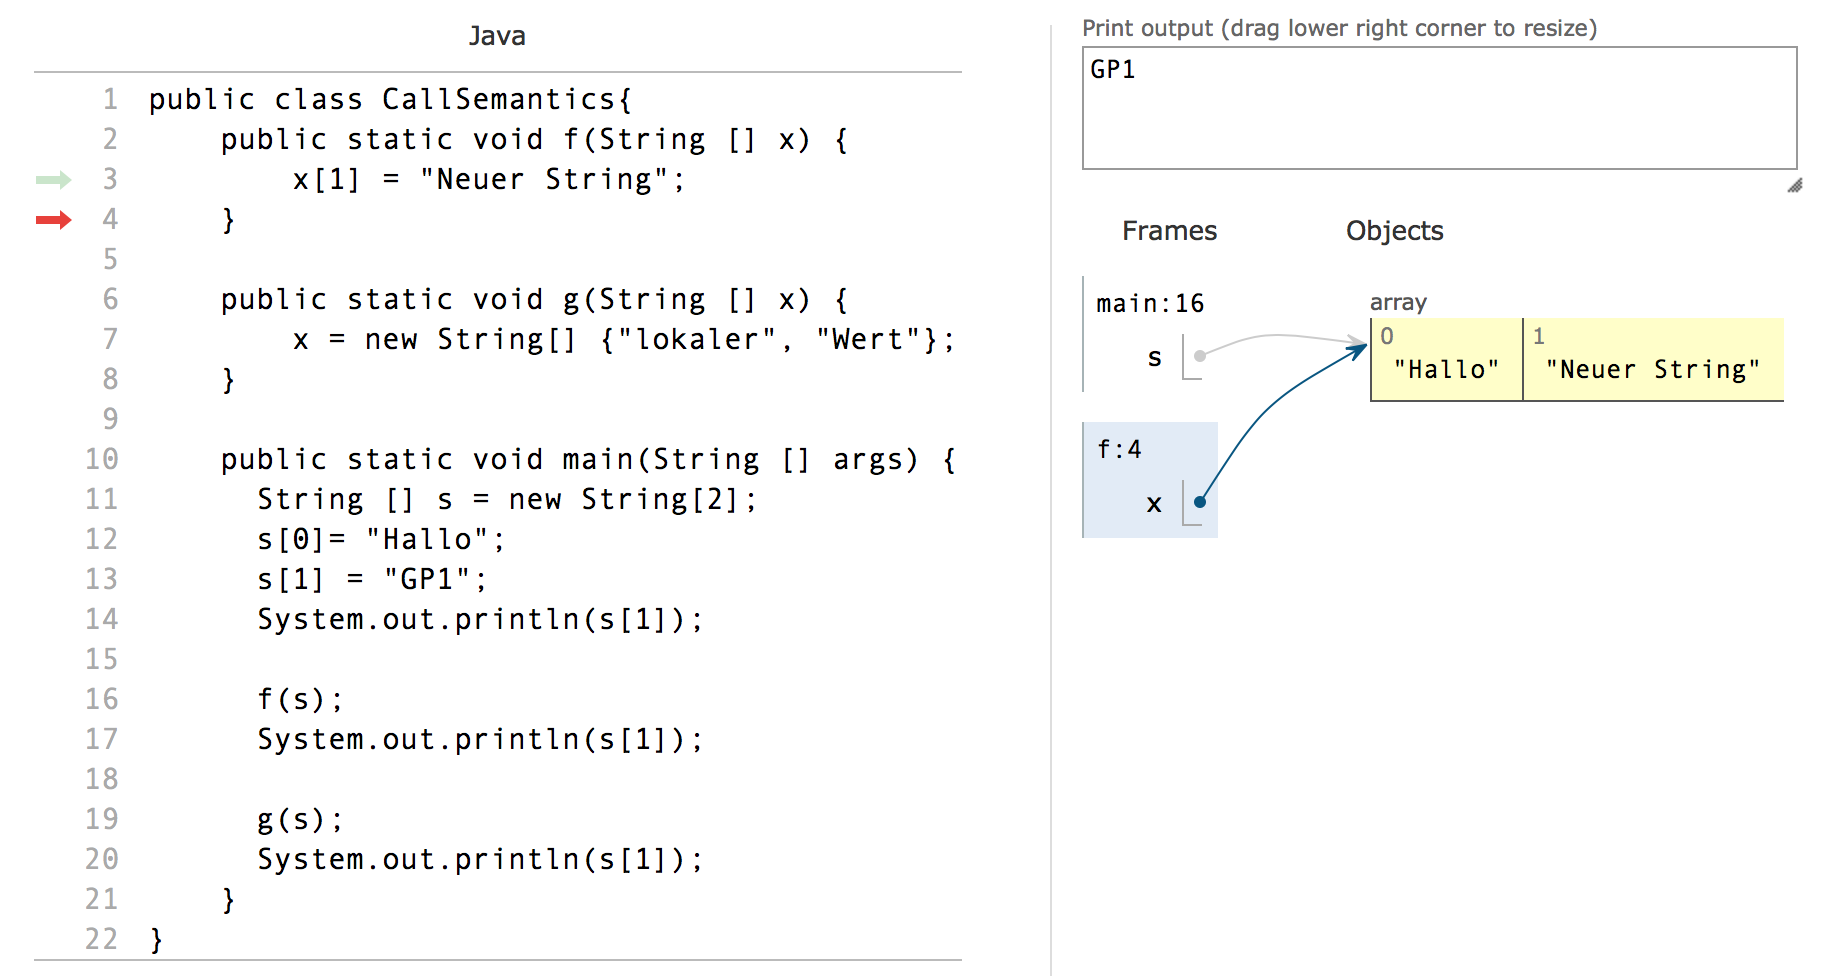 Java
1 public class CallSemantics{
2 public static void f(String [] x) {
3 x[1] = "Neuer String";
4 }
5
6 public static void g(String [] x) {
7 x = new String[] {"lokaler", "Wert"};
8 }
9
10 public static void main(String [] args) {
11 String [] s = new String[2];
12 s[0]= "Hallo";
13 s[1] = "GP1";
14 System.out.println(s[1]);
15
16 f(s);
17 System.out.println(s[1]);
18
19 g(s);
20 System.out.println(s[1]);
21 }
22 }
Print output (drag lower right corner to resize)
GP1
Frames Objects
main:16
s
array
0 1
"Hallo" "Neuer String"
f:4
x